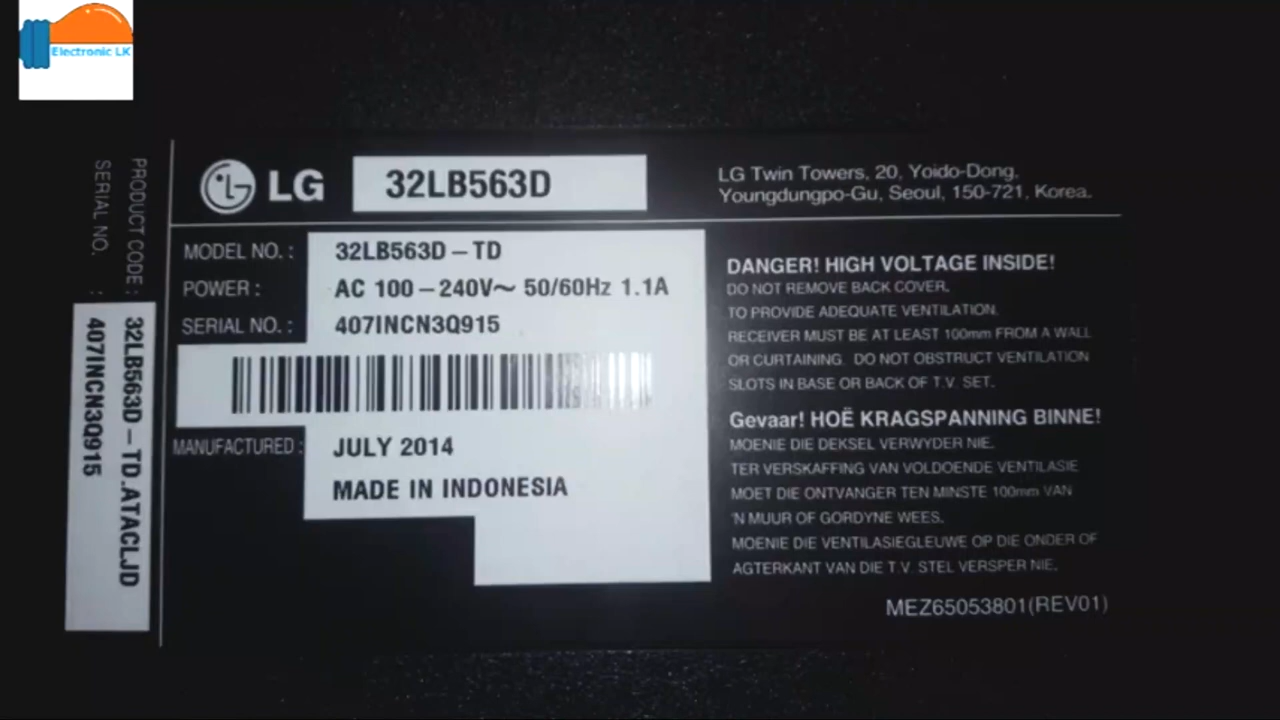 Electronic LK
LG
32LB563D
LG Twin Towers, 20, Yoido-Dong,
Youngdungpo-Gu, Seoul, 150-721, Korea.
MODEL NO. : 32LB563D – TD
POWER : AC 100 – 240V~ 50/60Hz 1.1A
SERIAL NO. : 407INCN3Q915
MANUFACTURED : JULY 2014
MADE IN INDONESIA
DANGER! HIGH VOLTAGE INSIDE!
DO NOT REMOVE BACK COVER.
TO PROVIDE ADEQUATE VENTILATION,
RECEIVER MUST BE AT LEAST 100mm FROM A WALL
OR CURTAINING. DO NOT OBSTRUCT VENTILATION
SLOTS IN BASE OR BACK OF T.V. SET.
Gevaar! HOË KRAGSPANNING BINNE!
MOENIE DIE DEKSEL VERWYDER NIE.
TER VERSKAFFING VAN VOLDOENDE VENTILASIE
MOET DIE ONTVANGER TEN MINSTE 100mm VAN
'N MUUR OF GORDYNE WEES.
MOENIE DIE VENTILASIEGLEUWE OP DIE ONDER OF
AGTERKANT VAN DIE T.V. STEL VERSPER NIE.
MEZ65053801(REV01)
PRODUCT CODE : 32LB563D – TD.ATACLJD
SERIAL NO. : 407INCN3Q915